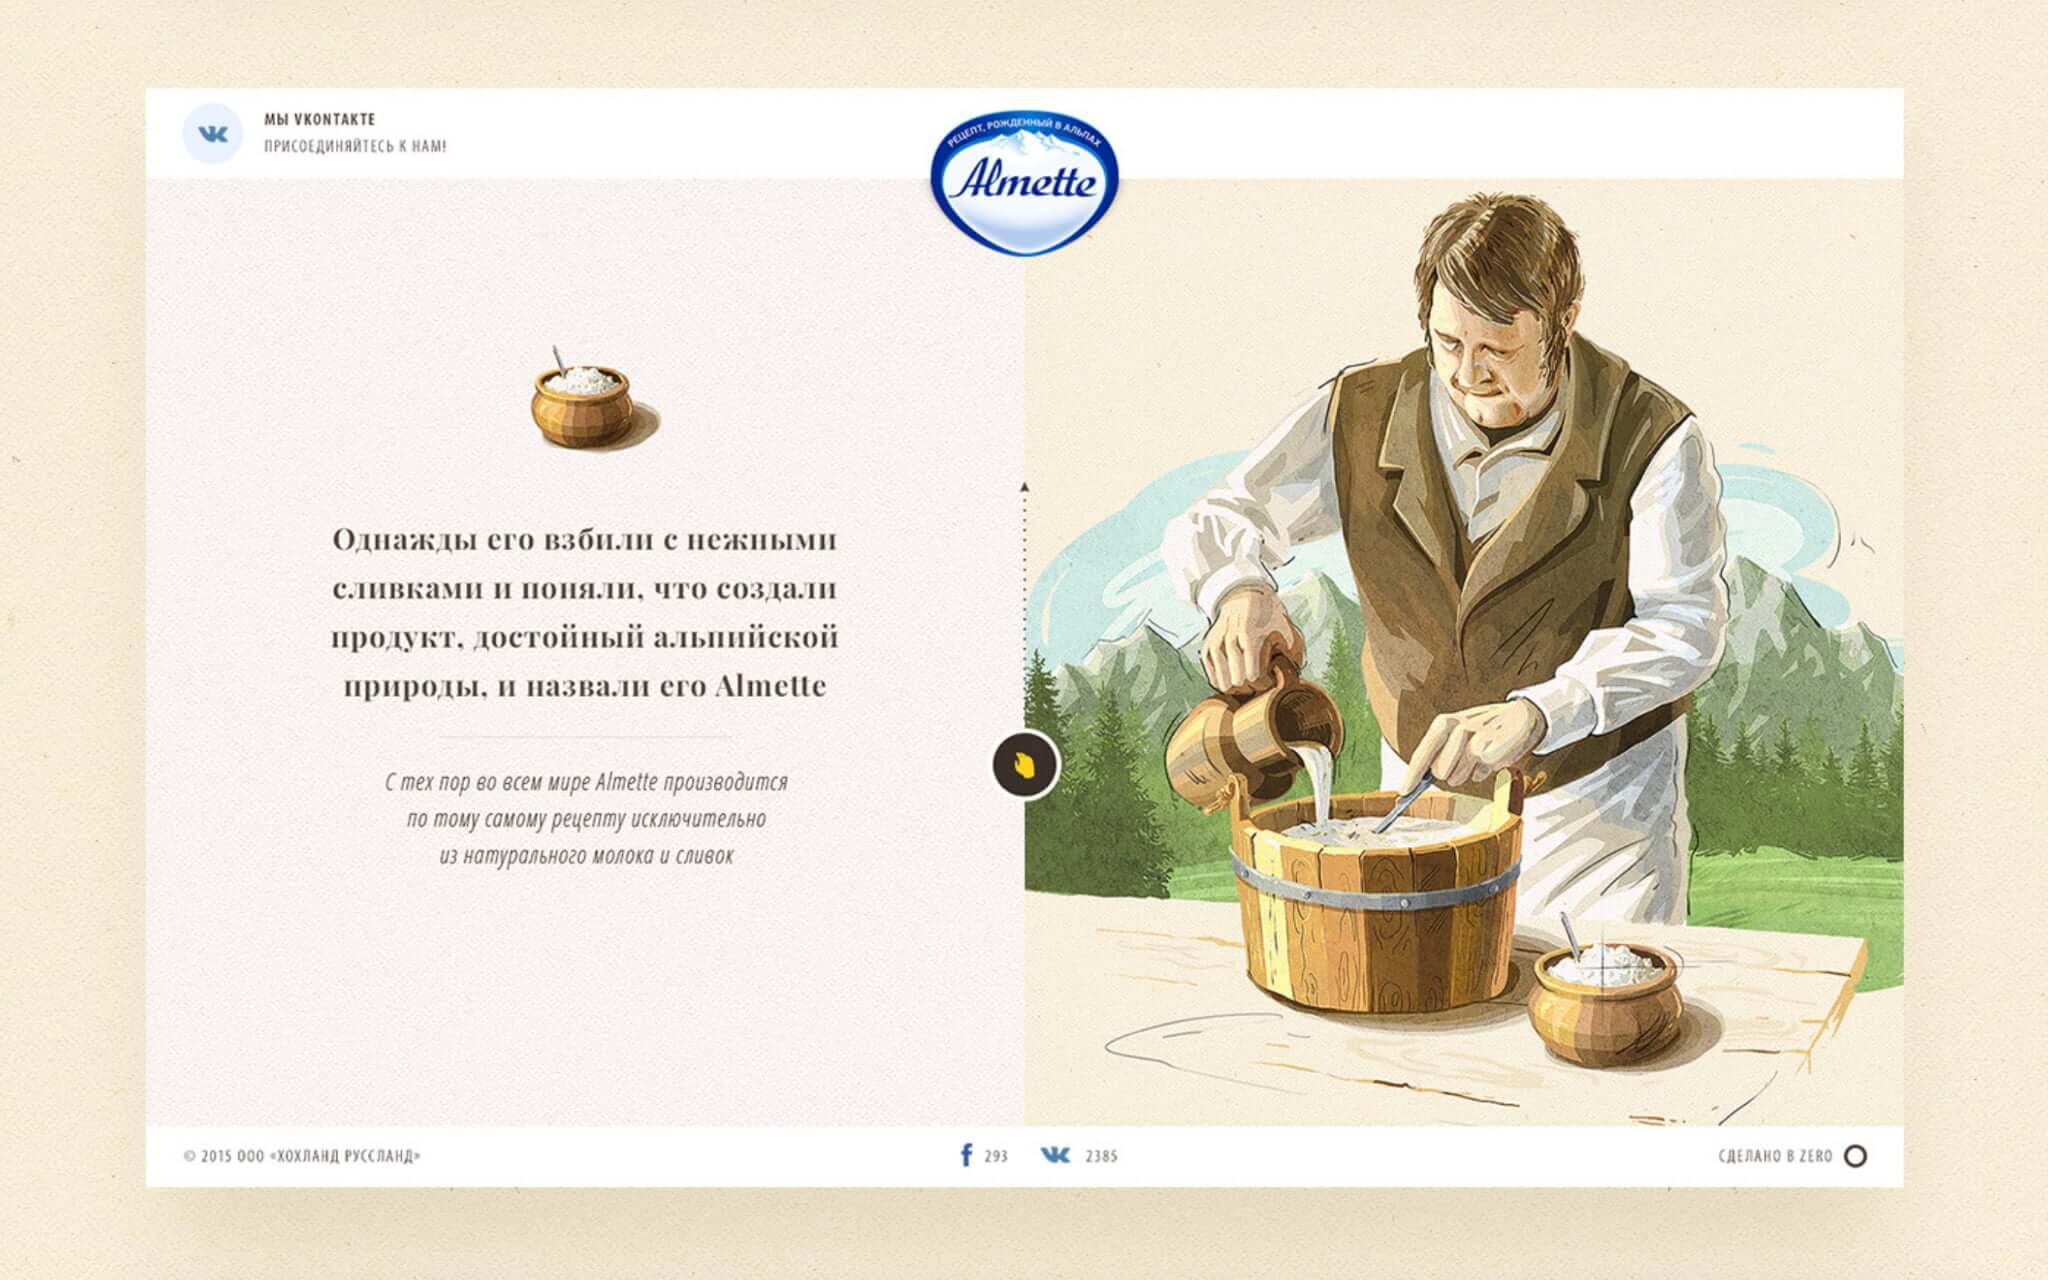 МЫ VKONTAKTE
ПРИСОЕДИНЯЙТЕСЬ К НАМ!
РЕЦЕПТ, РОЖДЕННЫЙ В АЛЬПАХ
Almette
Однажды его взбили с нежными
сливками и поняли, что создали
продукт, достойный альпийской
природы, и назвали его Almette
С тех пор во всем мире Almette производится
по тому самому рецепту исключительно
из натурального молока и сливок
© 2015 ООО «ХОХЛАНД РУССЛАНД»
293
2385
СДЕЛАНО В ZERO